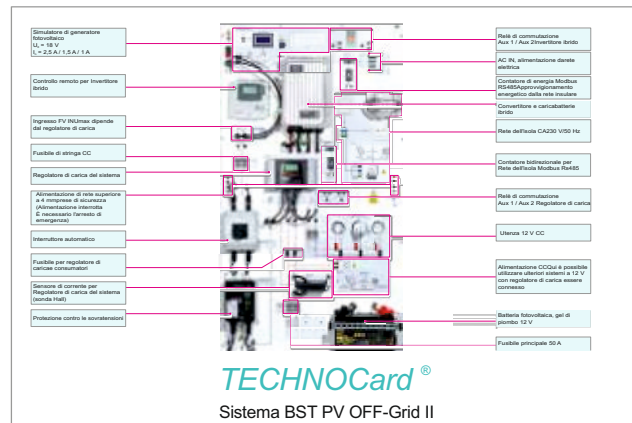 Simulatore di generatore
fotovoltaico
U₀ = 18 V
Iₖ = 2,5 A / 1,5 A / 1 A
Controllo remoto per Invertitore
ibrido
Ingresso FV INUmax dipende
dal regolatore di carica
Fusibile di stringa CC
Regolatore di carica del sistema
Alimentazione di rete superiore
a 4 mmprese di sicurezza
(Alimentazione interrotta
È necessario l'arresto di
emergenza)
Interruttore automatico
Fusibile per regolatore di
caricae consumatori
Sensore di corrente per
Regolatore di carica del sistema
(sonda Hall)
Protezione contro le sovratensioni
Relè di commutazione
Aux 1 / Aux 2Invertitore ibrido
AC IN, alimentazione darete
elettrica
Contatore di energia Modbus
RS485Approvvigionamento
energetico dalla rete insulare
Convertitore e caricabatterie
ibrido
Rete dell'isola CA230 V/50 Hz
Contatore bidirezionale per
Rete dell'isola Modbus Rs485
Relè di commutazione
Aux 1 / Aux 2 Regolatore di carica
Utenza 12 V CC
Alimentazione CCQui è possibile
utilizzare ulteriori sistemi a 12 V
con regolatore di carica essere
connesso
Batteria fotovoltaica, gel di
piombo 12 V
Fusibile principale 50 A
TECHNOCard ®
Sistema BST PV OFF-Grid II